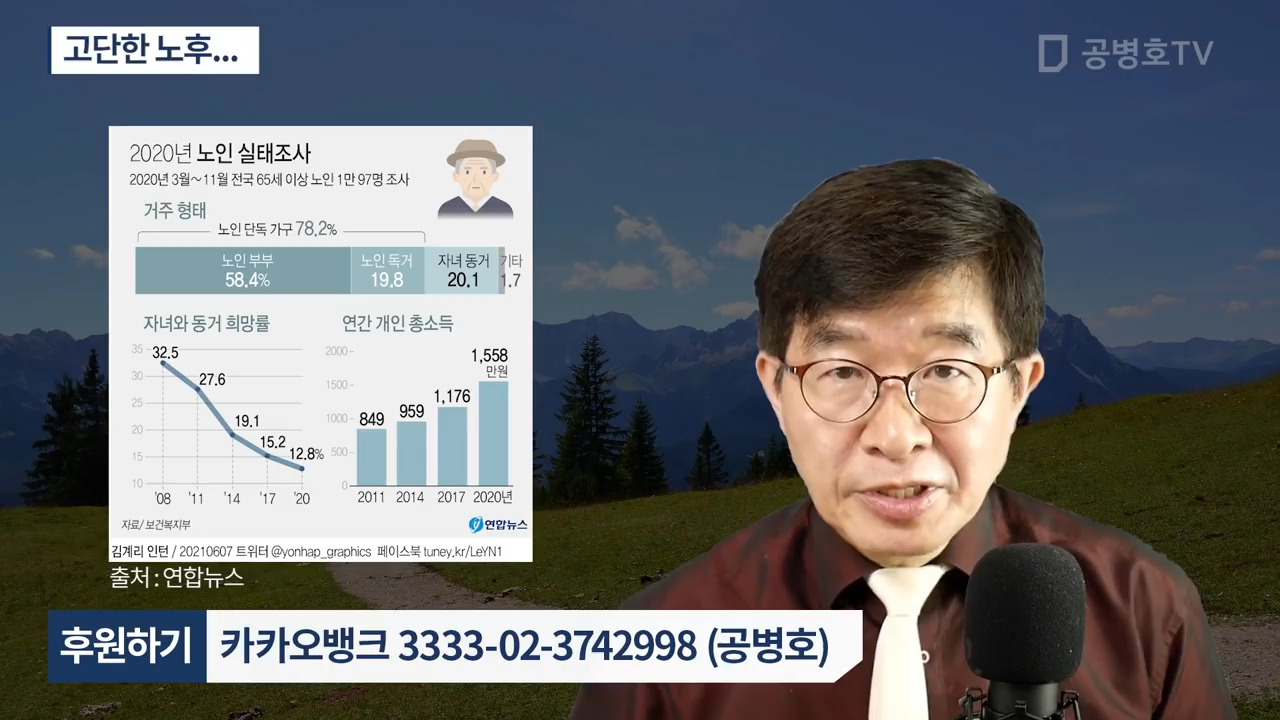 고단한 노후...
공병호TV
2020년 노인 실태조사
2020년 3월~11월 전국 65세 이상 노인 1만 97명 조사
거주 형태
노인 단독 가구 78.2%
노인 부부 노인 독거 자녀 동거 기타
58.4% 19.8 20.1 1.7
자녀와 동거 희망률
35
30
25
20
15
10
32.5
27.6
19.1
15.2
12.8%
'08 '11 '14 '17 '20
연간 개인 총소득
2000
1500
1000
500
0
849
959
1,176
1,558
만원
2011 2014 2017 2020년
자료/ 보건복지부
연합뉴스
김계리 인턴 / 20210607 트위터 @yonhap_graphics 페이스북 tuney.kr/LeYN1
출처 : 연합뉴스
후원하기 카카오뱅크 3333-02-3742998 (공병호)